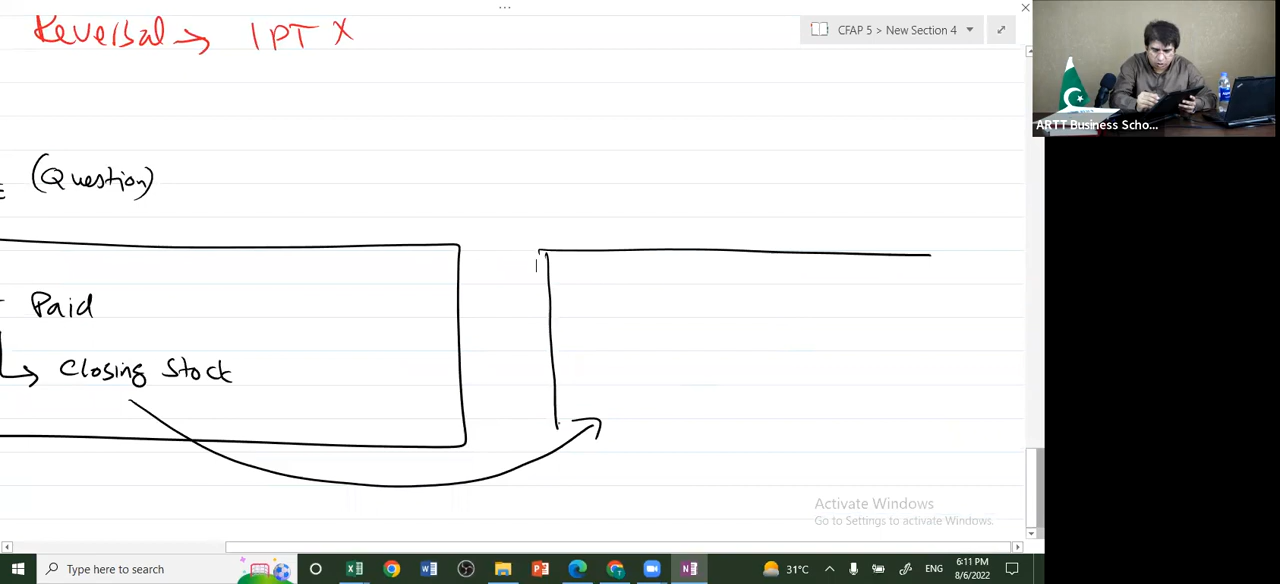 Reversal → IPT X
CFAP 5 > New Section 4
ARTT Business Scho...
(Question)
Paid
↳ Closing Stock
Activate Windows
Go to Settings to activate Windows.
Type here to search
31°C
ENG
6:11 PM
8/6/2022